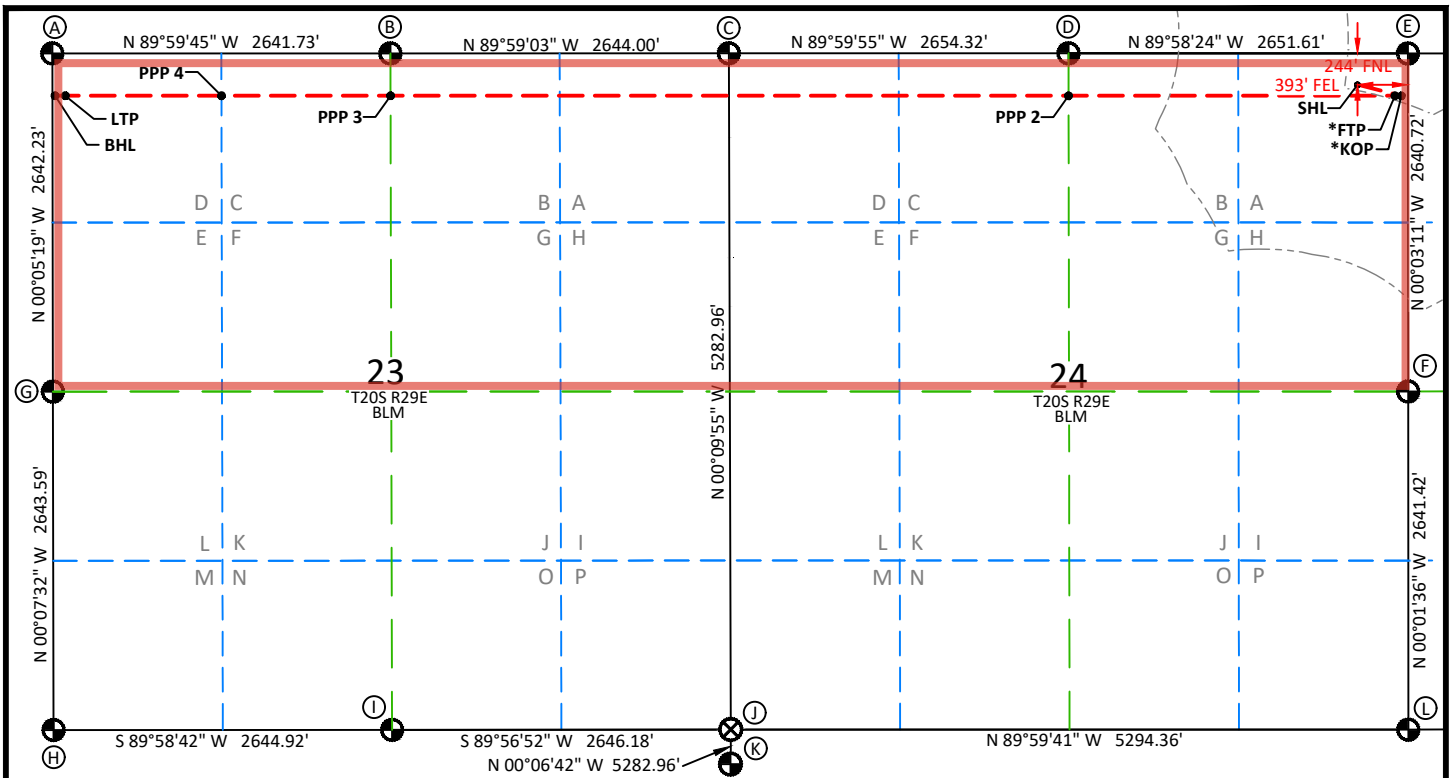 A B C D E
N 89°59'45" W 2641.73'
N 89°59'03" W 2644.00'
N 89°59'55" W 2654.32'
N 89°58'24" W 2651.61'
PPP 4
244' FNL
393' FEL
LTP
PPP 3
PPP 2
SHL
*FTP
BHL
*KOP
N 00°05'19" W 2642.23'
N 00°03'11" W 2640.72'
D C
B A
D C
B A
E F
G H
E F
G H
N 00°09'55" W 5282.96'
23
24
F
G
T20S R29E
BLM
T20S R29E
BLM
N 00°07'32" W 2643.59'
N 00°01'36" W 2641.42'
L K
J I
L K
J I
M N
O P
M N
O P
I
J
L
S 89°58'42" W 2644.92'
S 89°56'52" W 2646.18'
N 89°59'41" W 5294.36'
H
K
N 00°06'42" W 5282.96'